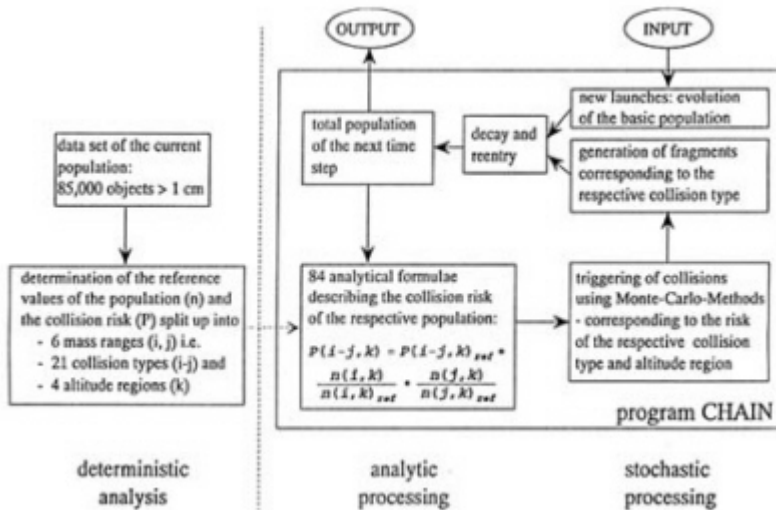 OUTPUT
INPUT
data set of the current
population:
85,000 objects > 1 cm
determination of the reference
values of the population (n) and
the collision risk (P) split up into
- 6 mass ranges (i, j) i.e.
- 21 collision types (i-j) and
- 4 altitude regions (k)
total population
of the next time
step
decay and
reentry
new launches: evolution
of the basic population
generation of fragments
corresponding to the
respective collision type
84 analytical formulae
describing the collision risk
of the respective population:
P(i-j,k) = P(i-j,k)ref *
n(i,k) / n(i,k)ref * n(j,k) / n(j,k)ref
triggering of collisions
using Monte-Carlo-Methods
- corresponding to the risk
of the respective collision
type and altitude region
program CHAIN
deterministic
analysis
analytic
processing
stochastic
processing